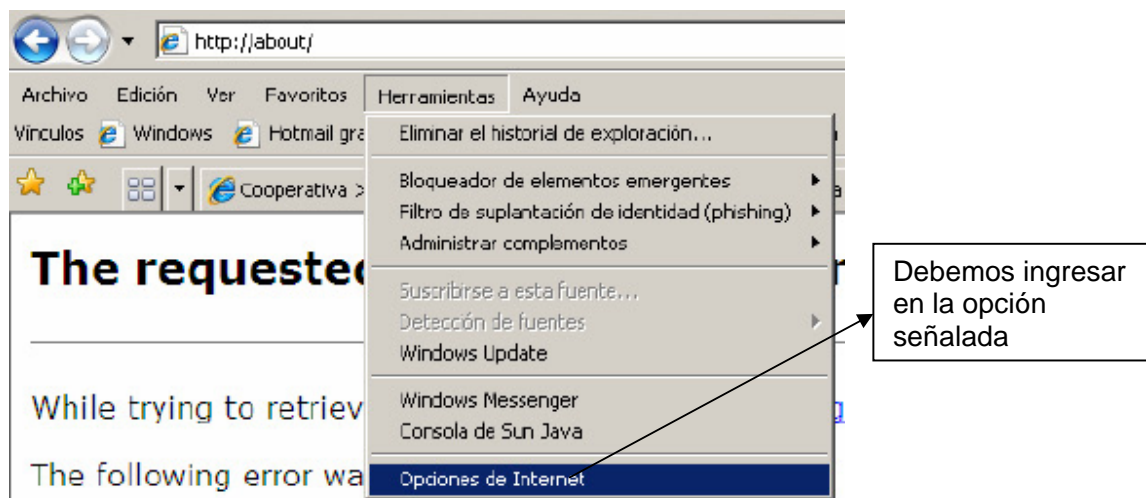 http://about/
Archivo Edición Ver Favoritos Herramientas Ayuda
Vínculos Windows Hotmail gra
Eliminar el historial de exploración...
Cooperativa >
Bloqueador de elementos emergentes
Filtro de suplantación de identidad (phishing)
Administrar complementos
The requested
Suscribirse a esta fuente...
Detección de fuentes
Windows Update
While trying to retriev
Windows Messenger
Consola de Sun Java
The following error wa
Opciones de Internet
Debemos ingresar
en la opción
señalada